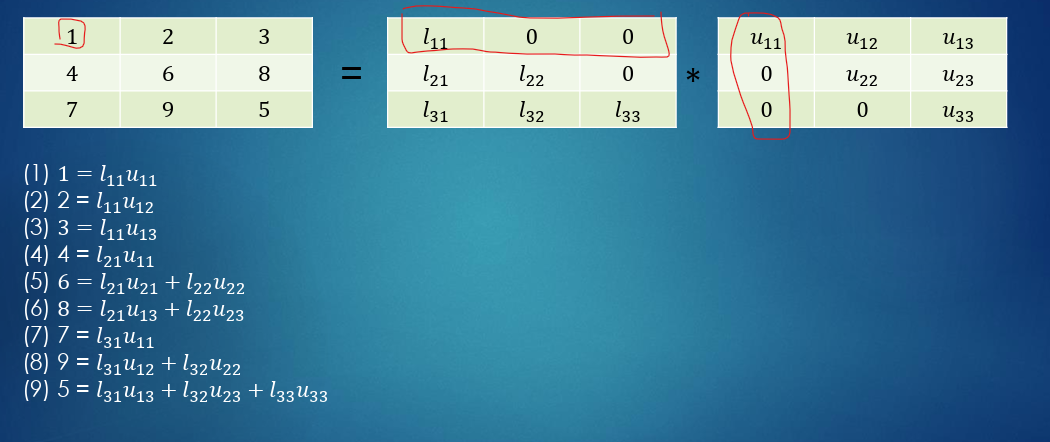 1 2 3 = l₁₁ 0 0 * u₁₁ u₁₂ u₁₃
4 6 8 l₂₁ l₂₂ 0 0 u₂₂ u₂₃
7 9 5 l₃₁ l₃₂ l₃₃ 0 0 u₃₃
(1) 1 = l₁₁u₁₁
(2) 2 = l₁₁u₁₂
(3) 3 = l₁₁u₁₃
(4) 4 = l₂₁u₁₁
(5) 6 = l₂₁u₂₁ + l₂₂u₂₂
(6) 8 = l₂₁u₁₃ + l₂₂u₂₃
(7) 7 = l₃₁u₁₁
(8) 9 = l₃₁u₁₂ + l₃₂u₂₂
(9) 5 = l₃₁u₁₃ + l₃₂u₂₃ + l₃₃u₃₃